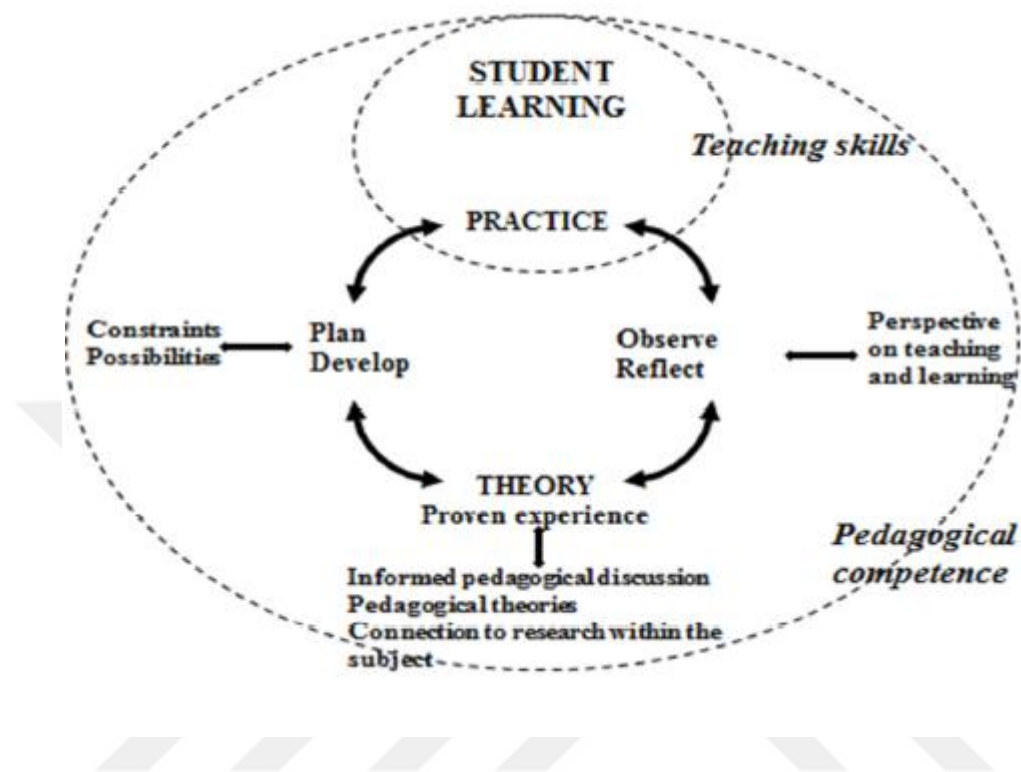 STUDENT
LEARNING
Teaching skills
PRACTICE
Constraints
Possibilities
Plan
Develop
Observe
Reflect
Perspective
on teaching
and learning
THEORY
Proven experience
Pedagogical
competence
Informed pedagogical discussion
Pedagogical theories
Connection to research within the
subject